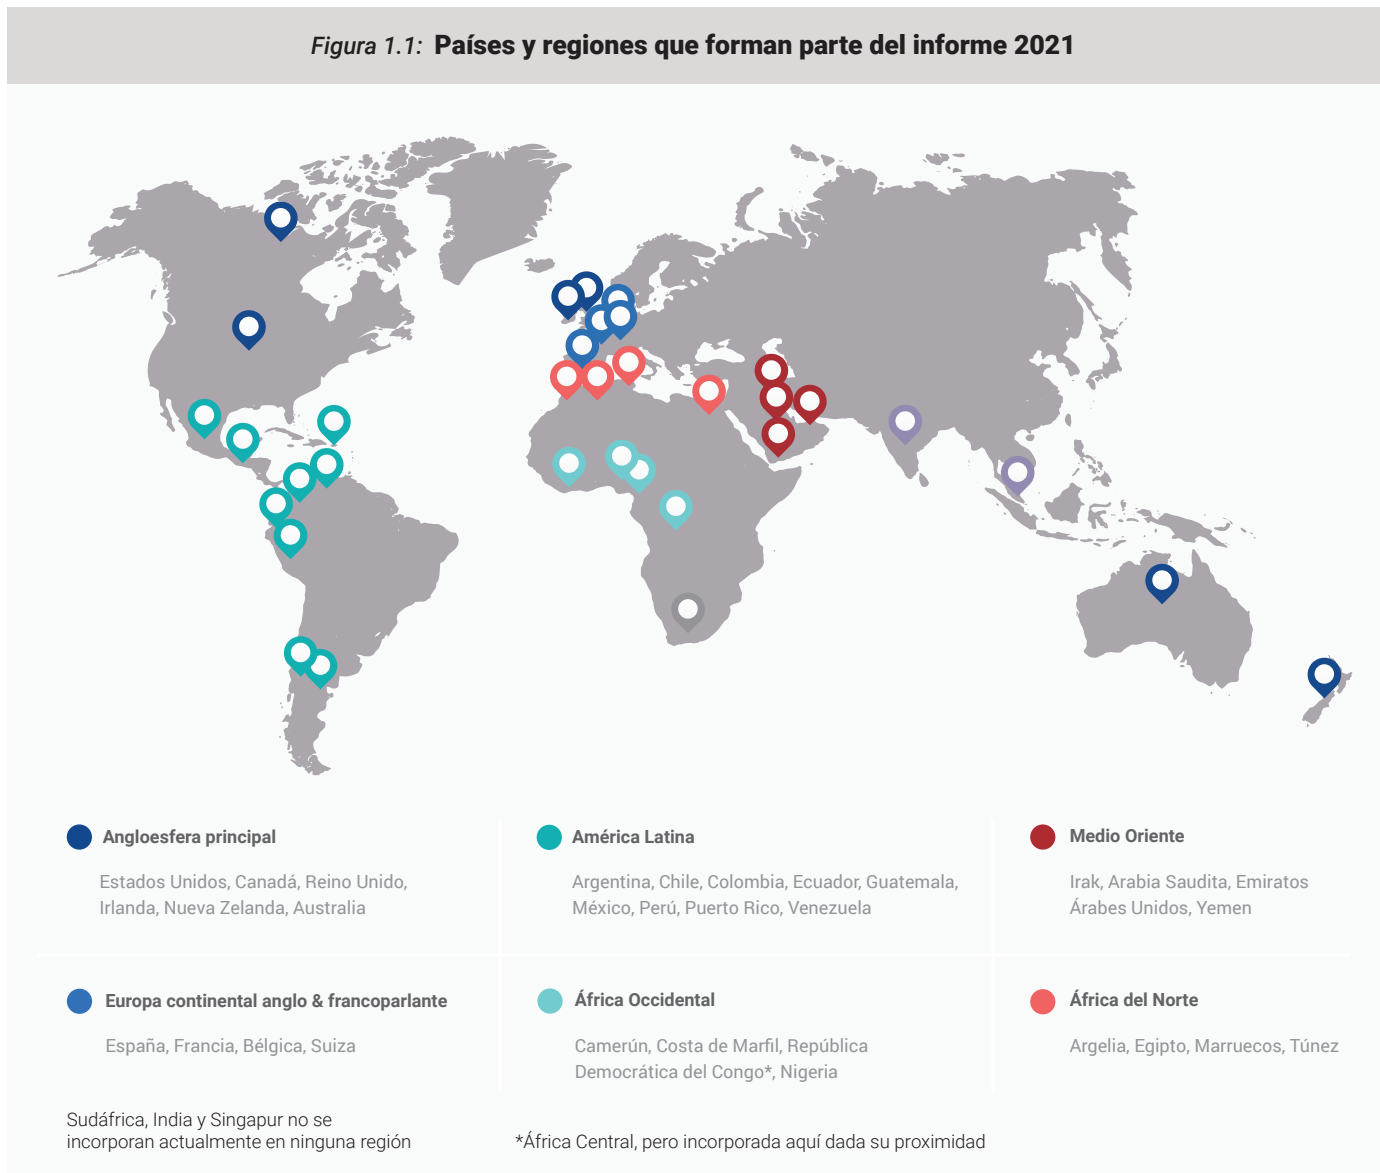 Figura 1.1: Países y regiones que forman parte del informe 2021
Angloesfera principal
Estados Unidos, Canadá, Reino Unido,
Irlanda, Nueva Zelanda, Australia
América Latina
Argentina, Chile, Colombia, Ecuador, Guatemala,
México, Perú, Puerto Rico, Venezuela
Medio Oriente
Irak, Arabia Saudita, Emiratos
Árabes Unidos, Yemen
Europa continental anglo & francoparlante
España, Francia, Bélgica, Suiza
África Occidental
Camerún, Costa de Marfil, República
Democrática del Congo*, Nigeria
África del Norte
Argelia, Egipto, Marruecos, Túnez
Sudáfrica, India y Singapur no se
incorporan actualmente en ninguna región
*África Central, pero incorporada aquí dada su proximidad